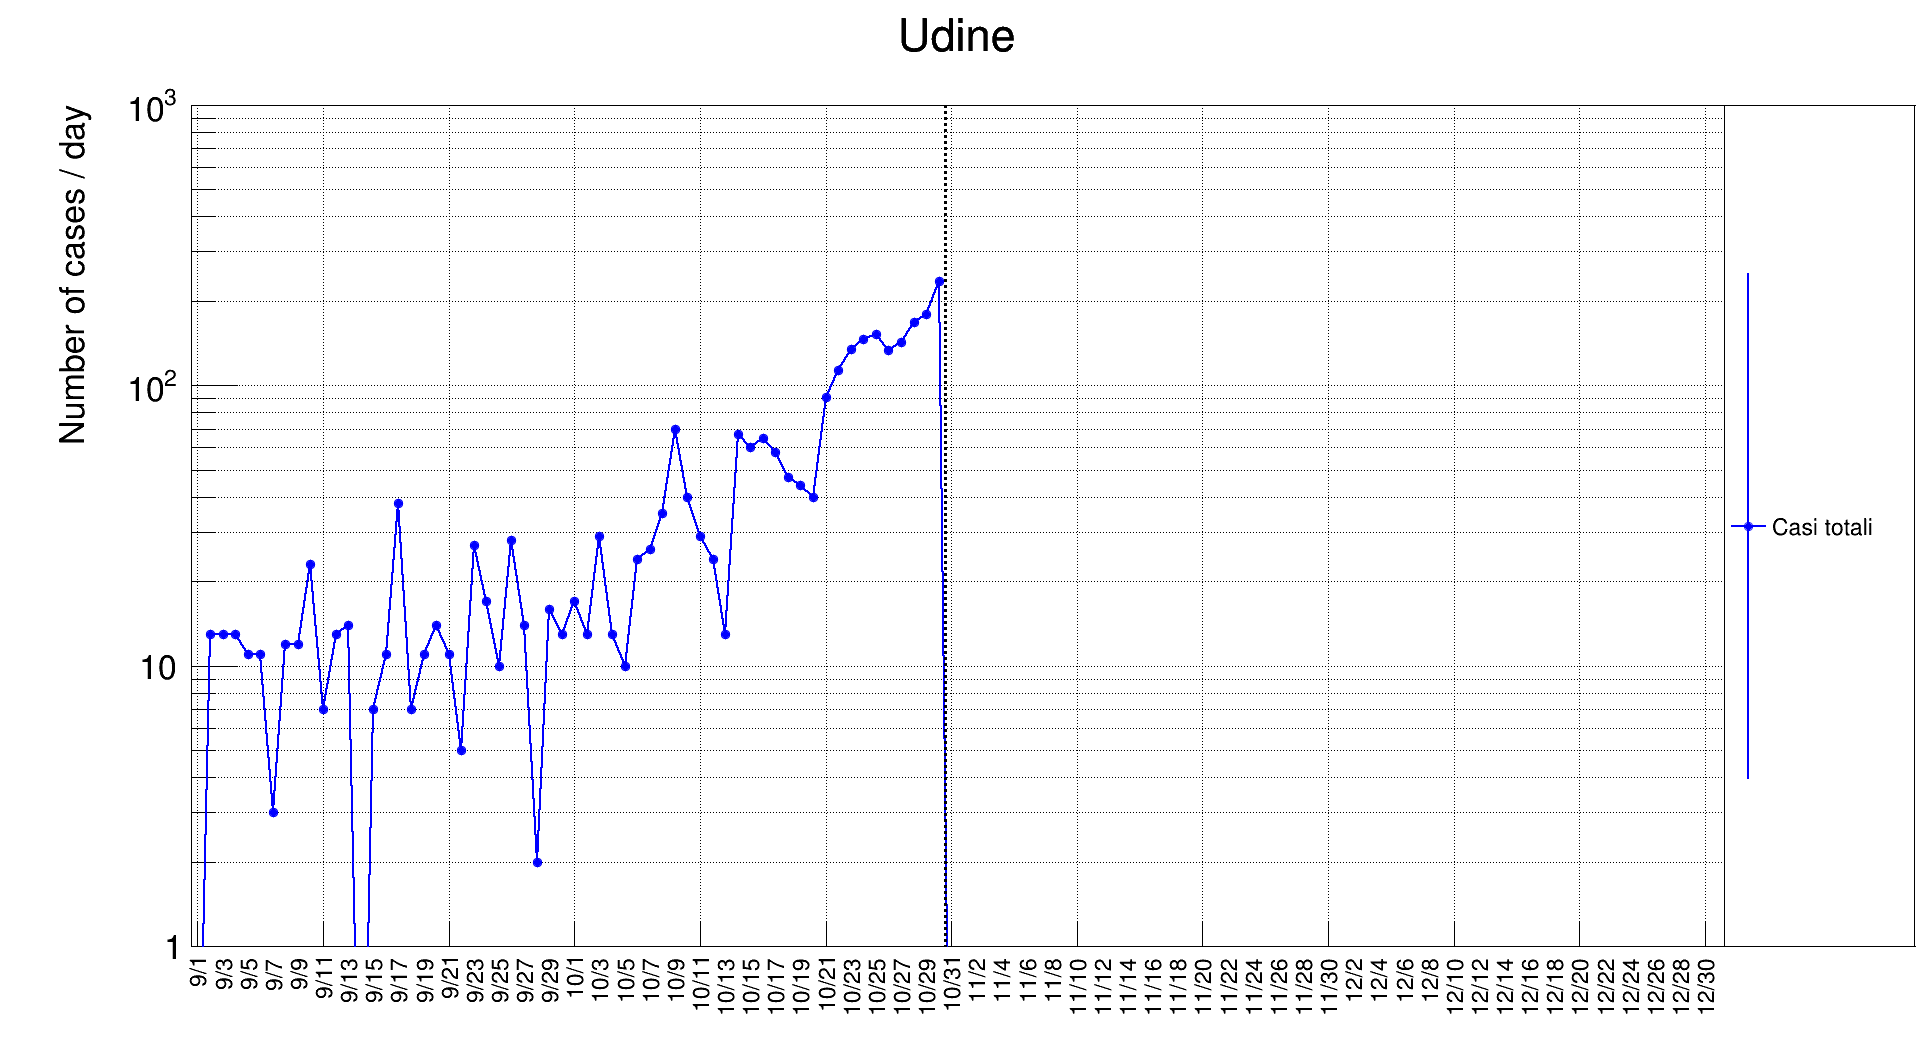 Udine
Number of cases / day
10³
10²
10
1
9/1 9/3 9/5 9/7 9/9 9/11 9/13 9/15 9/17 9/19 9/21 9/23 9/25 9/27 9/29 10/1 10/3 10/5 10/7 10/9 10/11 10/13 10/15 10/17 10/19 10/21 10/23 10/25 10/27 10/29 10/31 11/2 11/4 11/6 11/8 11/10 11/12 11/14 11/16 11/18 11/20 11/22 11/24 11/26 11/28 11/30 12/2 12/4 12/6 12/8 12/10 12/12 12/14 12/16 12/18 12/20 12/22 12/24 12/26 12/28 12/30
Casi totali